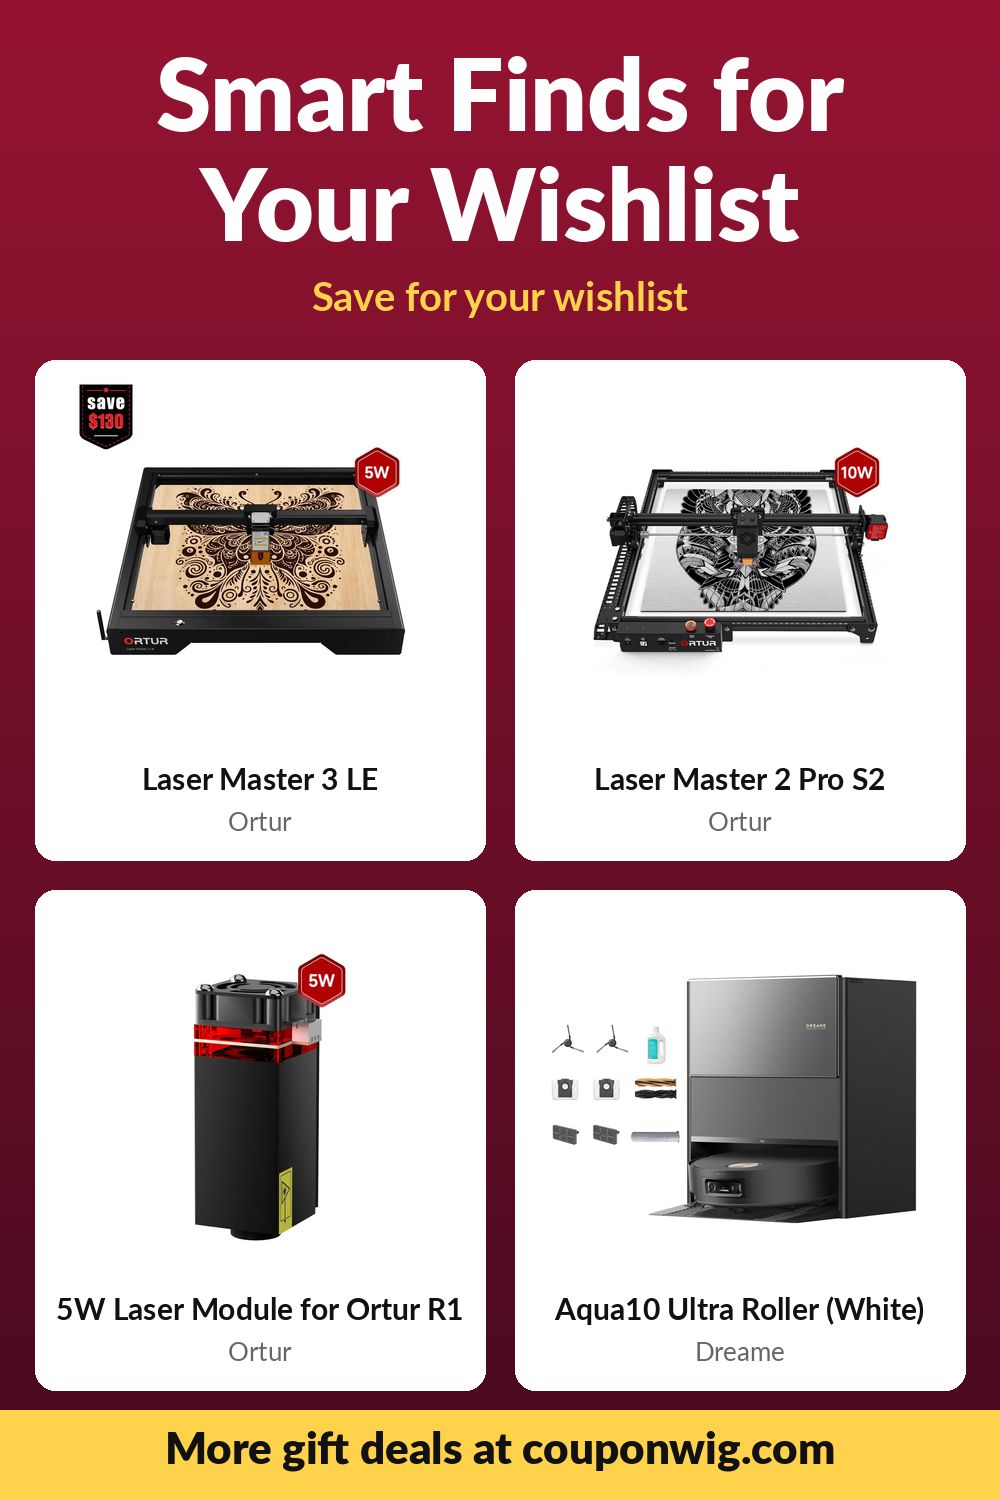 Smart Finds for
Your Wishlist
Save for your wishlist
save
$130
5W
ORTUR
Laser Master 3 LE
Ortur
10W
ORTUR
Laser Master 2 Pro S2
Ortur
5W
5W Laser Module for Ortur R1
Ortur
DREAME
Aqua10 Ultra Roller (White)
Dreame
More gift deals at couponwig.com